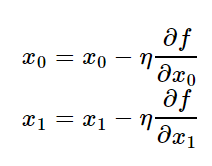 x₀ = x₀ − η ∂f/∂x₀
x₁ = x₁ − η ∂f/∂x₁